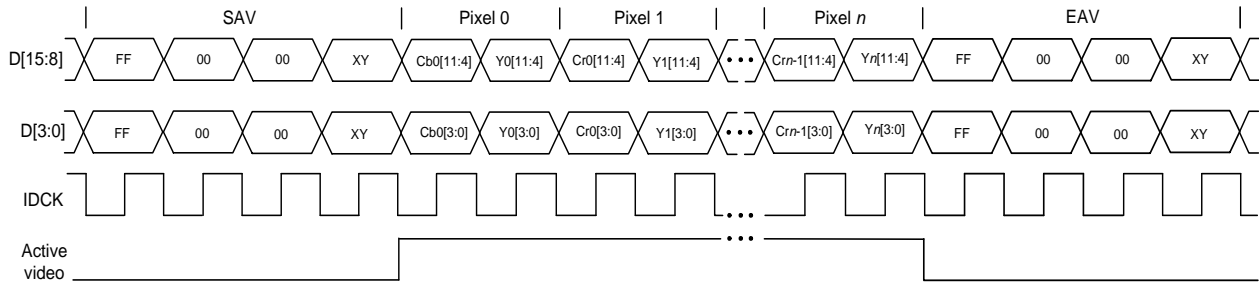 SAV Pixel 0 Pixel 1 Pixel n EAV
D[15:8] FF 00 00 XY Cb0[11:4] Y0[11:4] Cr0[11:4] Y1[11:4] ••• Crn-1[11:4] Yn[11:4] FF 00 00 XY
D[3:0] FF 00 00 XY Cb0[3:0] Y0[3:0] Cr0[3:0] Y1[3:0] ••• Crn-1[3:0] Yn[3:0] FF 00 00 XY
IDCK •••
Active •••
video